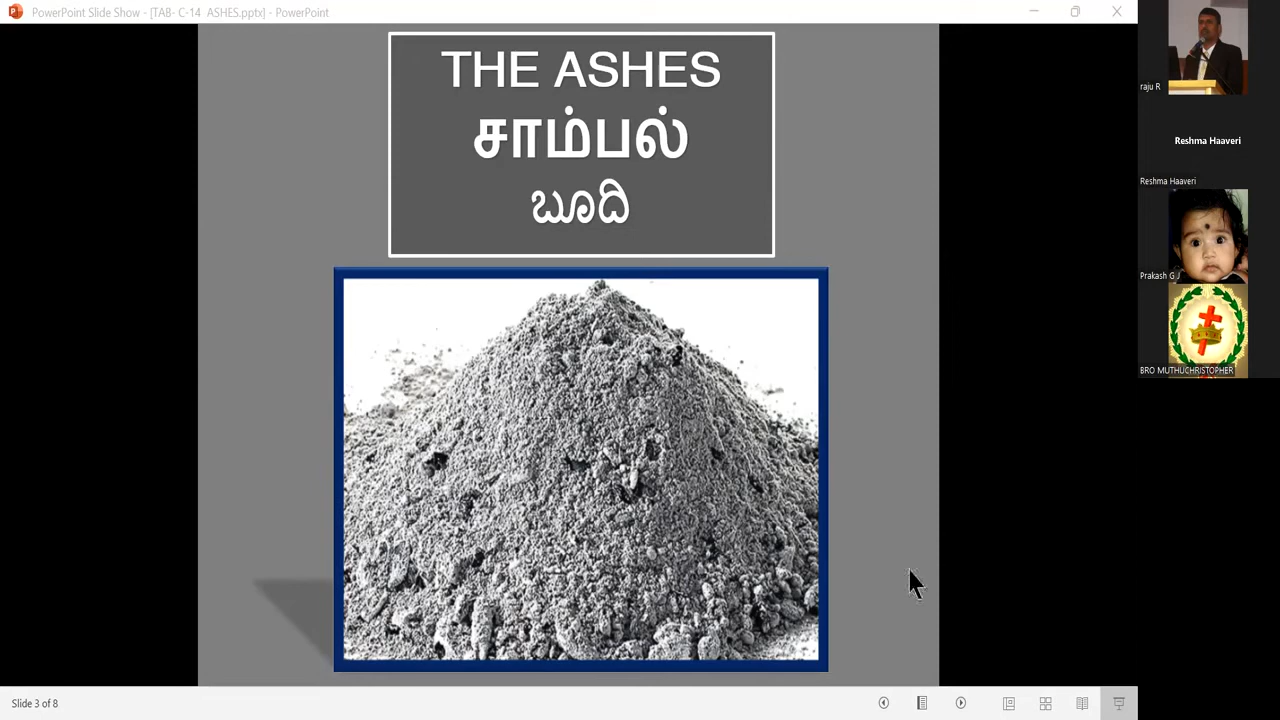 PowerPoint Slide Show - [TAB- C-14 ASHES.pptx] - PowerPoint
THE ASHES
சாம்பல்
ಬೂದಿ
raju R
Reshma Haaveri
Reshma Haaveri
Prakash G J
BRO MUTHUCHRISTOPHER
Slide 3 of 8